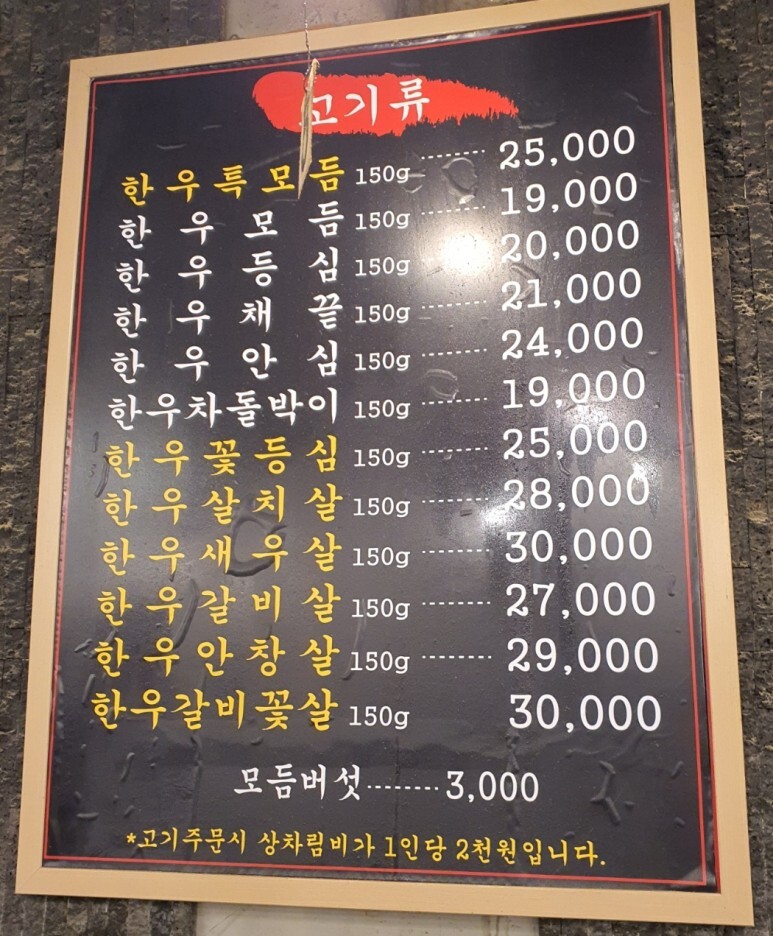 고기류
한우특모듬 150g ········ 25,000
한우모듬 150g ········ 19,000
한우등심 150g ········ 20,000
한우채끝 150g ········ 21,000
한우안심 150g ········ 24,000
한우차돌박이 150g ········ 19,000
한우꽃등심 150g ········ 25,000
한우살치살 150g ········ 28,000
한우새우살 150g ········ 30,000
한우갈비살 150g ········ 27,000
한우안창살 150g ········ 29,000
한우갈비꽃살 150g 30,000
모듬버섯 ········ 3,000
*고기주문시 상차림비가 1인당 2천원입니다.